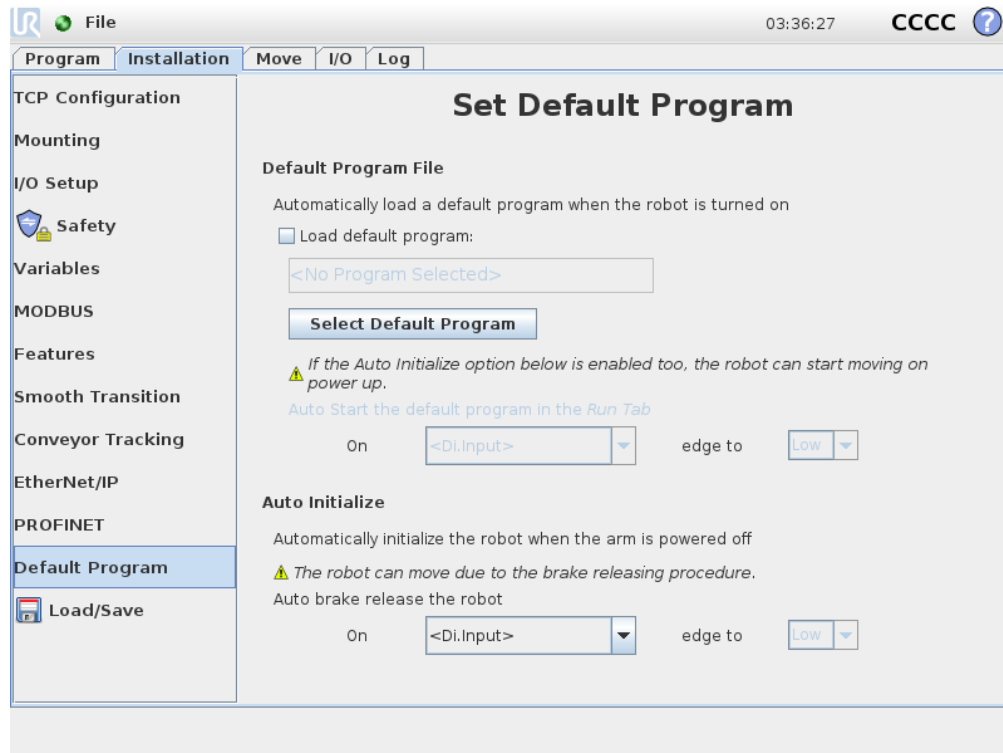 UR File 03:36:27 CCCC ?
Program Installation Move I/O Log
TCP Configuration
Mounting
I/O Setup
Safety
Variables
MODBUS
Features
Smooth Transition
Conveyor Tracking
EtherNet/IP
PROFINET
Default Program
Load/Save
Set Default Program
Default Program File
Automatically load a default program when the robot is turned on
Load default program:
<No Program Selected>
Select Default Program
If the Auto Initialize option below is enabled too, the robot can start moving on
power up.
Auto Start the default program in the Run Tab
On <Di.Input> edge to Low
Auto Initialize
Automatically initialize the robot when the arm is powered off
The robot can move due to the brake releasing procedure.
Auto brake release the robot
On <Di.Input> edge to Low